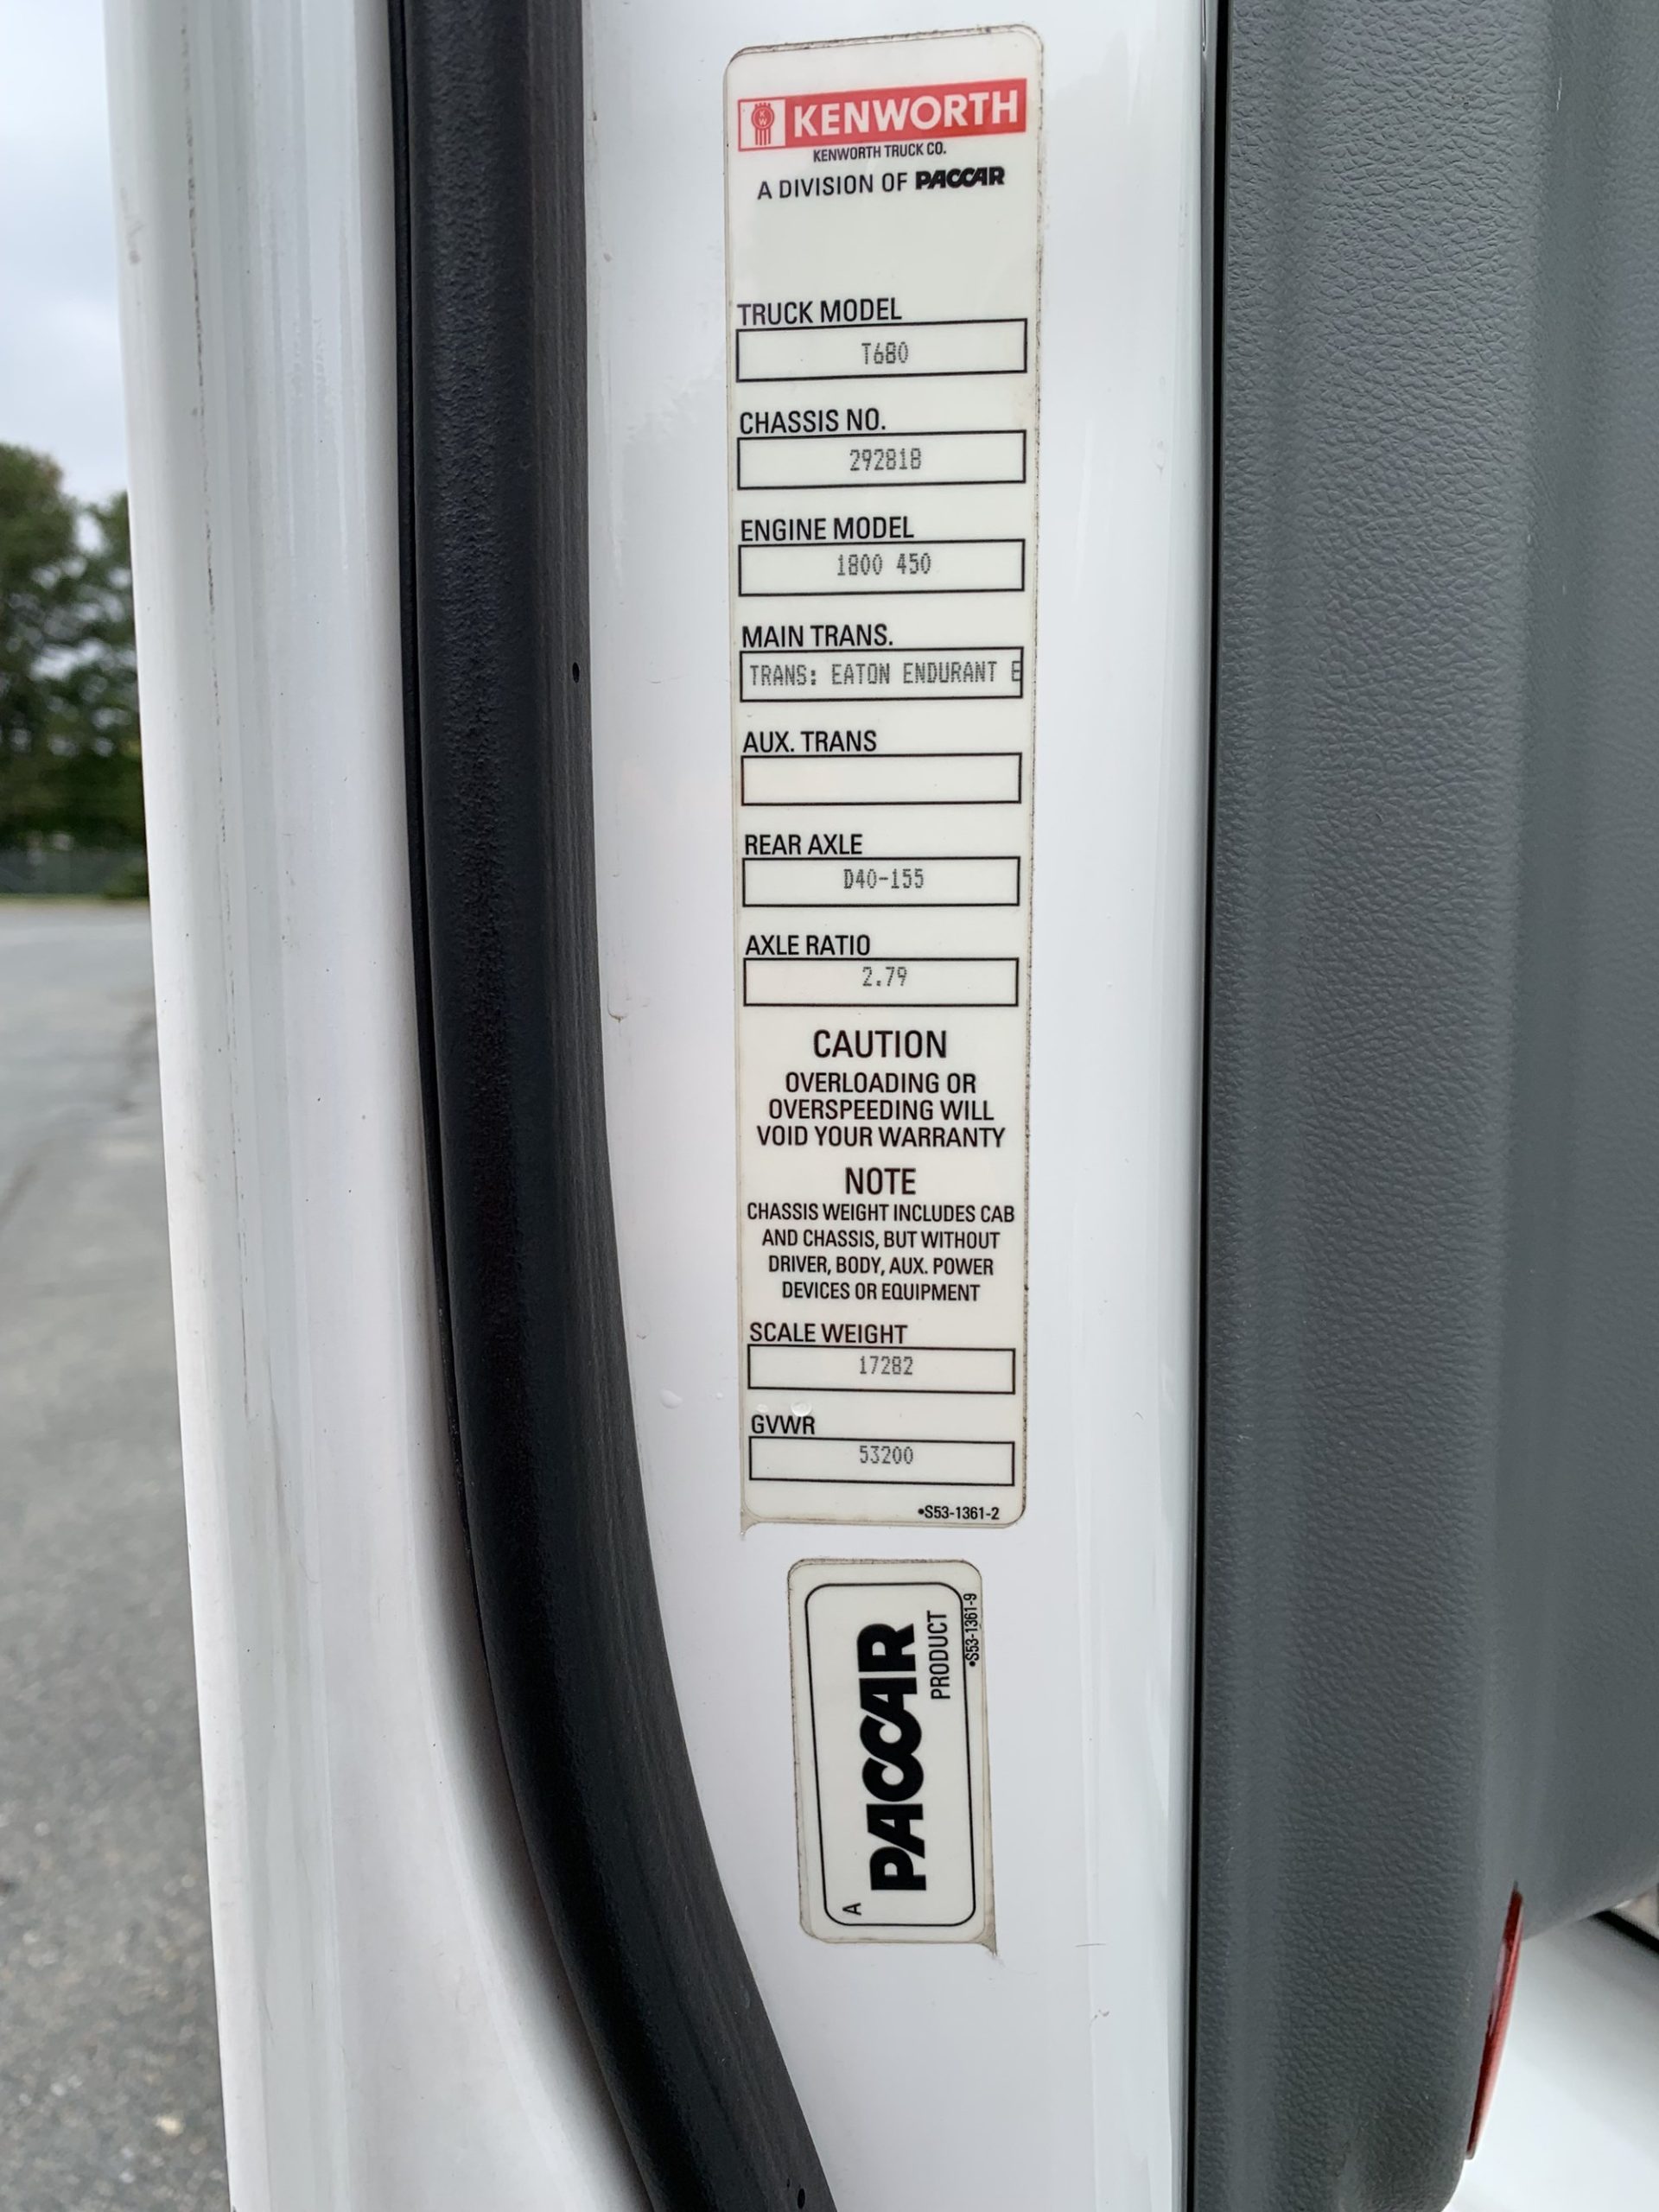 KENWORTH
KENWORTH TRUCK CO.
A DIVISION OF PACCAR
TRUCK MODEL
T680
CHASSIS NO.
292818
ENGINE MODEL
1800 450
MAIN TRANS.
TRANS: EATON ENDURANT E
AUX. TRANS
REAR AXLE
D40-155
AXLE RATIO
2.79
CAUTION
OVERLOADING OR
OVERSPEEDING WILL
VOID YOUR WARRANTY
NOTE
CHASSIS WEIGHT INCLUDES CAB
AND CHASSIS, BUT WITHOUT
DRIVER, BODY, AUX. POWER
DEVICES OR EQUIPMENT
SCALE WEIGHT
17282
GVWR
53200
•S53-1361-2
A
PACCAR
PRODUCT
•S53-1361-9